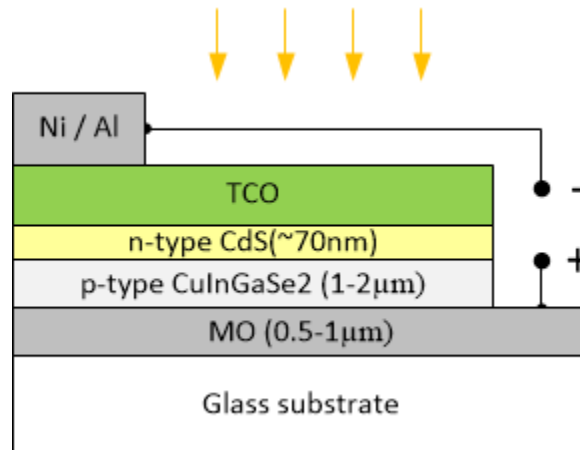 Ni / Al
-
TCO
n-type CdS(~70nm)
+
p-type CuInGaSe2 (1-2μm)
MO (0.5-1μm)
Glass substrate